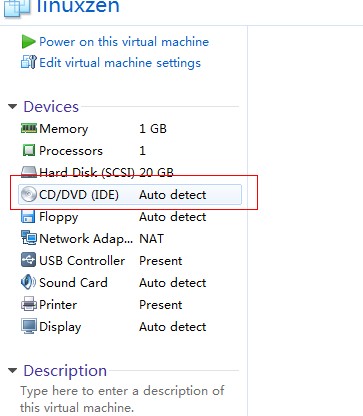 linuxzen
Power on this virtual machine
Edit virtual machine settings
Devices
Memory 1 GB
Processors 1
Hard Disk (SCSI) 20 GB
CD/DVD (IDE) Auto detect
Floppy Auto detect
Network Adap... NAT
USB Controller Present
Sound Card Auto detect
Printer Present
Display Auto detect
Description
Type here to enter a description of
this virtual machine.